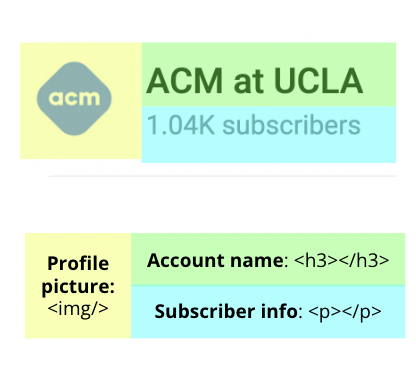 acm
ACM at UCLA
1.04K subscribers
Profile
picture:
<img/>
Account name: <h3></h3>
Subscriber info: <p></p>